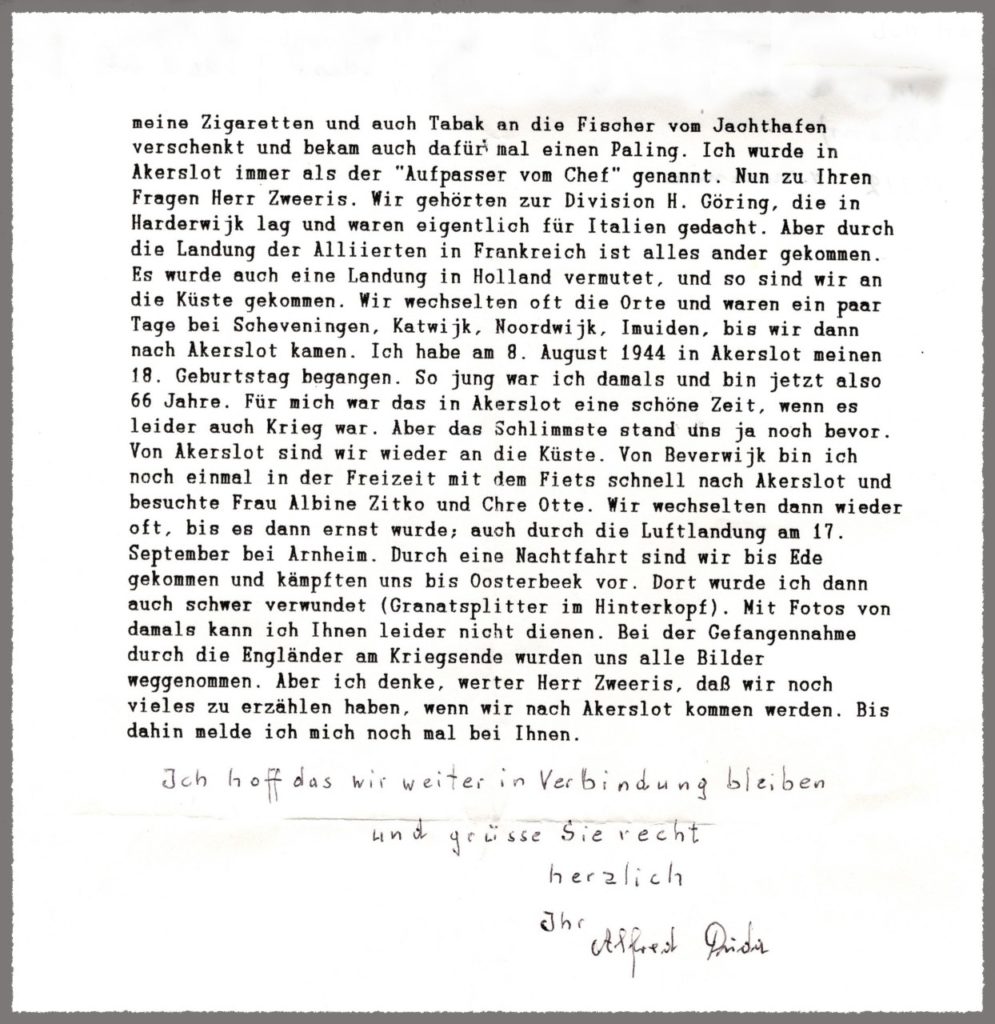 meine Zigaretten und auch Tabak an die Fischer vom Jachthafen
verschenkt und bekam auch dafür mal einen Paling. Ich wurde in
Akerslot immer als der "Aufpasser vom Chef" genannt. Nun zu Ihren
Fragen Herr Zweeris. Wir gehörten zur Division H. Göring, die in
Harderwijk lag und waren eigentlich für Italien gedacht. Aber durch
die Landung der Alliierten in Frankreich ist alles ander gekommen.
Es wurde auch eine Landung in Holland vermutet, und so sind wir an
die Küste gekommen. Wir wechselten oft die Orte und waren ein paar
Tage bei Scheveningen, Katwijk, Noordwijk, Imuiden, bis wir dann
nach Akerslot kamen. Ich habe am 8. August 1944 in Akerslot meinen
18. Geburtstag begangen. So jung war ich damals und bin jetzt also
66 Jahre. Für mich war das in Akerslot eine schöne Zeit, wenn es
leider auch Krieg war. Aber das Schlimmste stand uns ja noch bevor.
Von Akerslot sind wir wieder an die Küste. Von Beverwijk bin ich
noch einmal in der Freizeit mit dem Fiets schnell nach Akerslot und
besuchte Frau Albine Zitko und Chre Otte. Wir wechselten dann wieder
oft, bis es dann ernst wurde; auch durch die Luftlandung am 17.
September bei Arnheim. Durch eine Nachtfahrt sind wir bis Ede
gekommen und kämpften uns bis Oosterbeek vor. Dort wurde ich dann
auch schwer verwundet (Granatsplitter im Hinterkopf). Mit Fotos von
damals kann ich Ihnen leider nicht dienen. Bei der Gefangennahme
durch die Engländer am Kriegsende wurden uns alle Bilder
weggenommen. Aber ich denke, werter Herr Zweeris, daß wir noch
vieles zu erzählen haben, wenn wir nach Akerslot kommen werden. Bis
dahin melde ich mich noch mal bei Ihnen.
Ich hoff das wir weiter in Verbindung bleiben
und grüsse Sie recht
herzlich
Ihr
Alfred